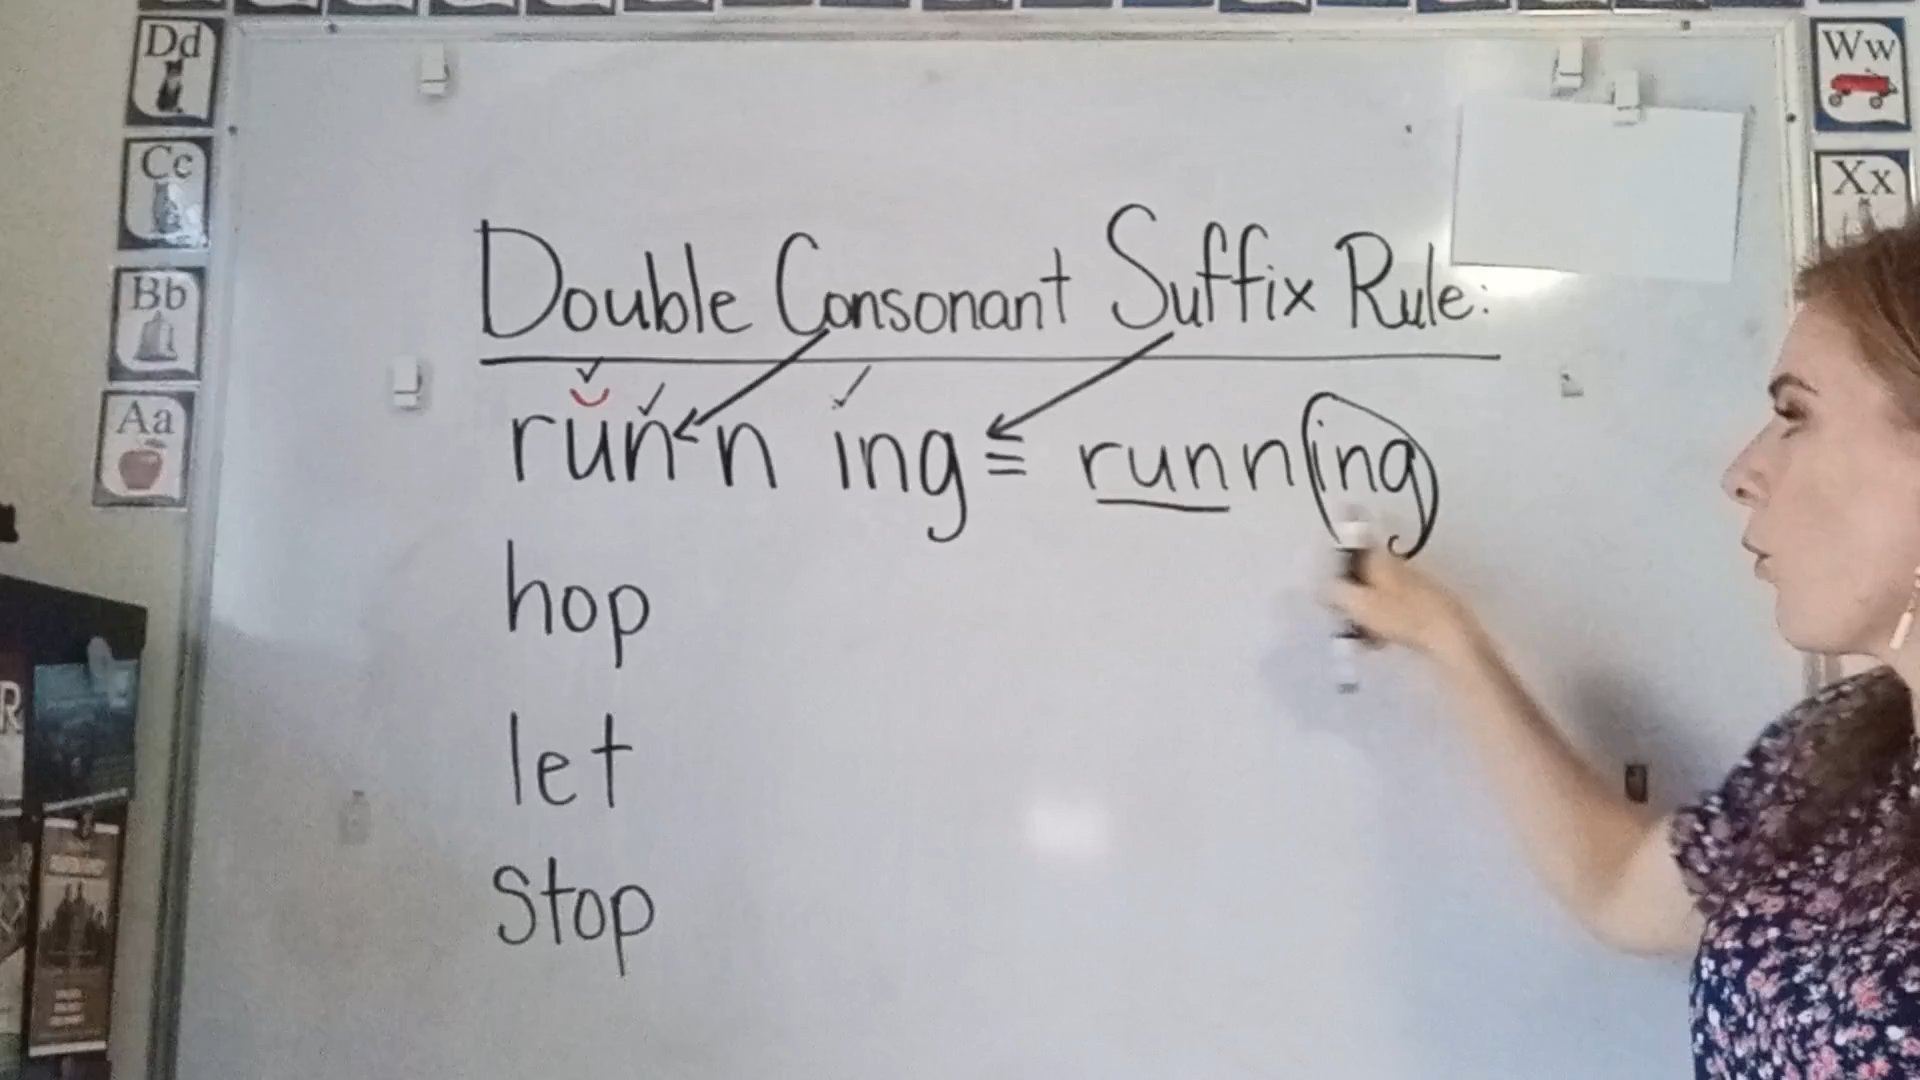 Dd
Cc
Bb
Aa
Ww
Xx
Double Consonant Suffix Rule:
run n ing = running
hop
let
stop
R